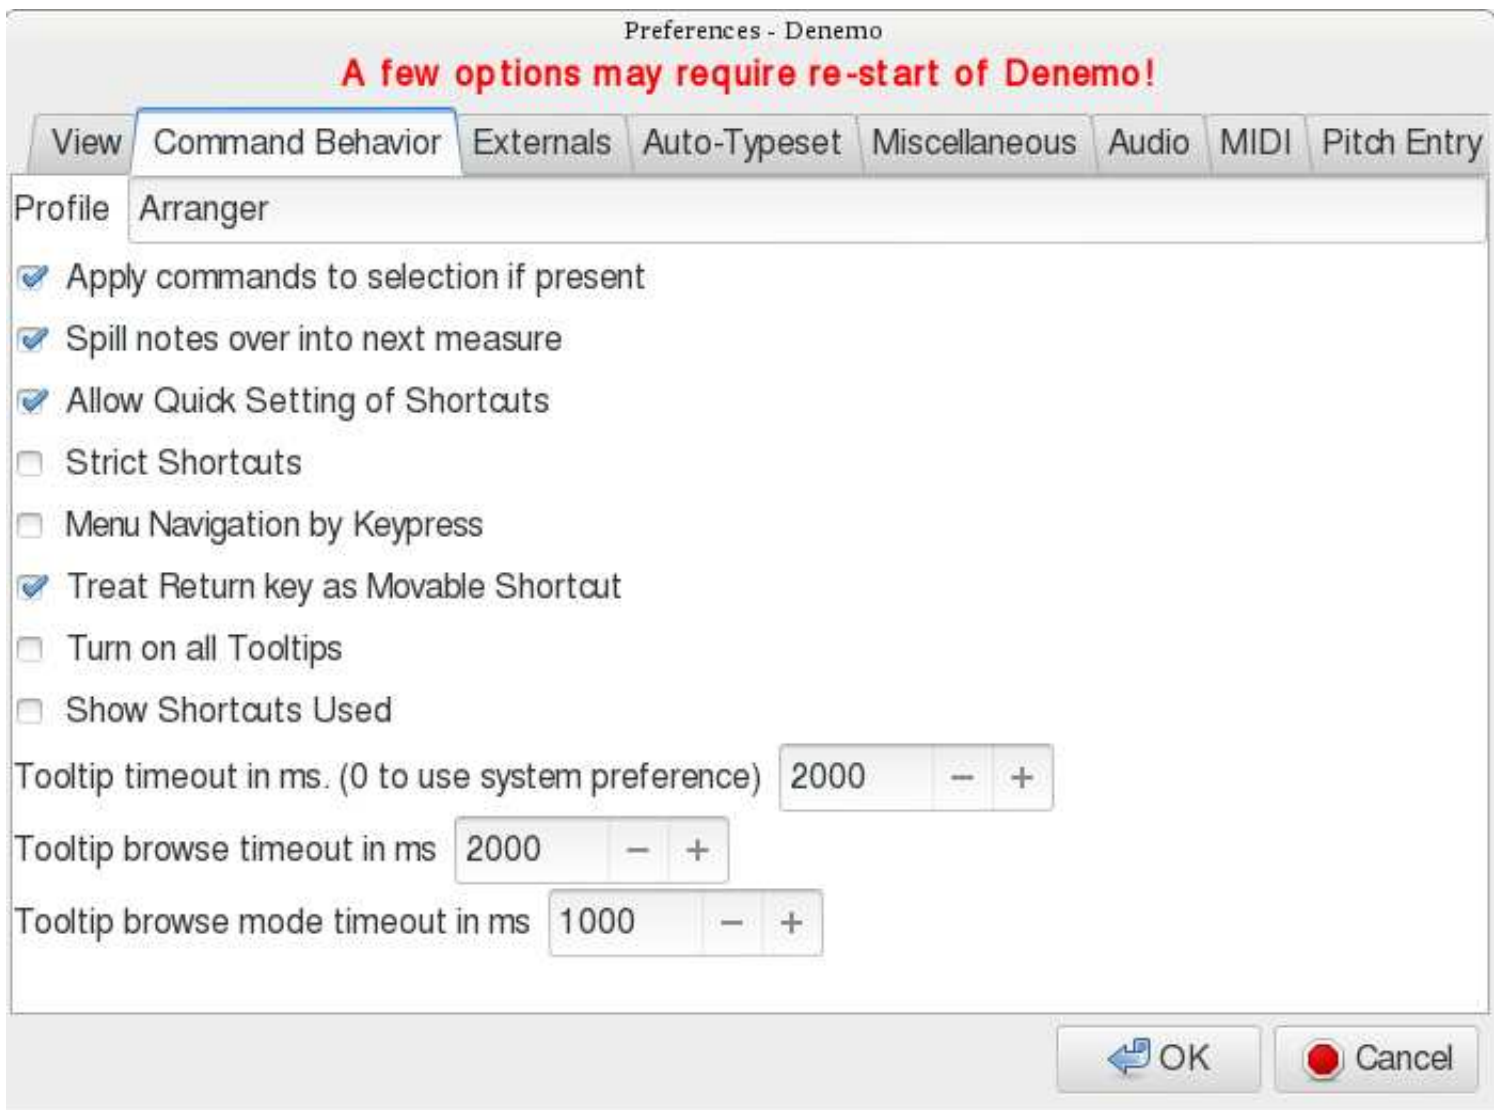 Preferences - Denemo
A few options may require re-start of Denemo!
View Command Behavior Externals Auto-Typeset Miscellaneous Audio MIDI Pitch Entry
Profile Arranger
Apply commands to selection if present
Spill notes over into next measure
Allow Quick Setting of Shortcuts
Strict Shortcuts
Menu Navigation by Keypress
Treat Return key as Movable Shortcut
Turn on all Tooltips
Show Shortcuts Used
Tooltip timeout in ms. (0 to use system preference) 2000 − +
Tooltip browse timeout in ms 2000 − +
Tooltip browse mode timeout in ms 1000 − +
OK Cancel